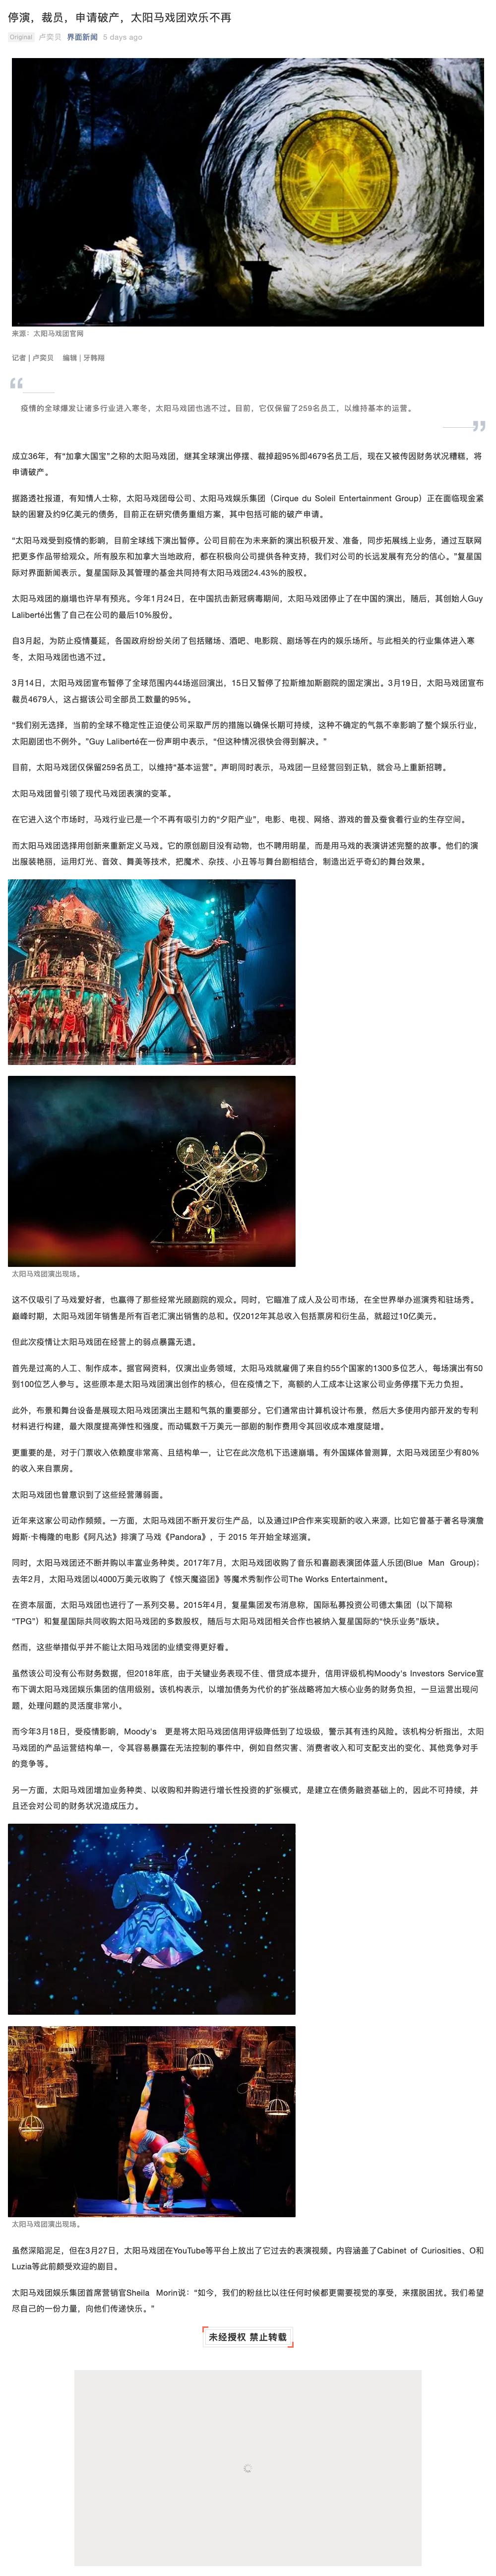 停演，裁员，申请破产，太阳马戏团欢乐不再
Original 卢奕贝 界面新闻 5 days ago
来源：太阳马戏团官网
记者 | 卢奕贝 编辑 | 牙韩翔
疫情的全球爆发让诸多行业进入寒冬，太阳马戏团也逃不过。目前，它仅保留了259名员工，以维持基本的运营。
成立36年，有“加拿大国宝”之称的太阳马戏团，继其全球演出停摆、裁掉超95%即4679名员工后，现在又被传因财务状况糟糕，将
申请破产。
据路透社报道，有知情人士称，太阳马戏团母公司、太阳马戏娱乐集团（Cirque du Soleil Entertainment Group）正在面临现金紧
缺的困窘及约9亿美元的债务，目前正在研究债务重组方案，其中包括可能的破产申请。
“太阳马戏受到疫情的影响，目前全球线下演出暂停。公司目前在为未来新的演出积极开发、准备，同步拓展线上业务，通过互联网
把更多作品带给观众。所有股东和加拿大当地政府，都在积极向公司提供各种支持，我们对公司的长远发展有充分的信心。”复星国
际对界面新闻表示。复星国际及其管理的基金共同持有太阳马戏团24.43%的股权。
太阳马戏团的崩塌也许早有预兆。今年1月24日，在中国抗击新冠病毒期间，太阳马戏团停止了在中国的演出，随后，其创始人Guy
Laliberté出售了自己在公司的最后10%股份。
自3月起，为防止疫情蔓延，各国政府纷纷关闭了包括赌场、酒吧、电影院、剧场等在内的娱乐场所。与此相关的行业集体进入寒
冬，太阳马戏团也逃不过。
3月14日，太阳马戏团宣布暂停了全球范围内44场巡回演出，15日又暂停了拉斯维加斯剧院的固定演出。3月19日，太阳马戏团宣布
裁员4679人，这占据该公司全部员工数量的95%。
“我们别无选择，当前的全球不稳定性正迫使公司采取严厉的措施以确保长期可持续，这种不确定的气氛不幸影响了整个娱乐行业，
太阳剧团也不例外。”Guy Laliberté在一份声明中表示，“但这种情况很快会得到解决。”
目前，太阳马戏团仅保留259名员工，以维持“基本运营”。声明同时表示，马戏团一旦经营回到正轨，就会马上重新招聘。
太阳马戏团曾引领了现代马戏团表演的变革。
在它进入这个市场时，马戏行业已是一个不再有吸引力的“夕阳产业”，电影、电视、网络、游戏的普及蚕食着行业的生存空间。
而太阳马戏团选择用创新来重新定义马戏。它的原创剧目没有动物，也不聘用明星，而是用马戏的表演讲述完整的故事。他们的演
出服装艳丽，运用灯光、音效、舞美等技术，把魔术、杂技、小丑等与舞台剧相结合，制造出近乎奇幻的舞台效果。
太阳马戏团演出现场。
这不仅吸引了马戏爱好者，也赢得了那些经常光顾剧院的观众。同时，它瞄准了成人及公司市场，在全世界举办巡演秀和驻场秀。
巅峰时期，太阳马戏团年销售是所有百老汇演出销售的总和。仅2012年其总收入包括票房和衍生品，就超过10亿美元。
但此次疫情让太阳马戏团在经营上的弱点暴露无遗。
首先是过高的人工、制作成本。据官网资料，仅演出业务领域，太阳马戏就雇佣了来自约55个国家的1300多位艺人，每场演出有50
到100位艺人参与。这些原本是太阳马戏团演出创作的核心，但在疫情之下，高额的人工成本让这家公司业务停摆下无力负担。
此外，布景和舞台设备是展现太阳马戏团演出主题和气氛的重要部分。它们通常由计算机设计布景，然后大多使用内部开发的专利
材料进行构建，最大限度提高弹性和强度。而动辄数千万美元一部剧的制作费用令其回收成本难度陡增。
更重要的是，对于门票收入依赖度非常高、且结构单一，让它在此次危机下迅速崩塌。有外国媒体曾测算，太阳马戏团至少有80%
的收入来自票房。
太阳马戏团也曾意识到了这些经营薄弱面。
近年来这家公司动作频频。一方面，太阳马戏团不断开发衍生产品，以及通过IP合作来实现新的收入来源, 比如它曾基于著名导演詹
姆斯·卡梅隆的电影《阿凡达》排演了马戏《Pandora》，于 2015 年开始全球巡演。
同时，太阳马戏团还不断并购以丰富业务种类。2017年7月，太阳马戏团收购了音乐和喜剧表演团体蓝人乐团(Blue Man Group)；
去年2月，太阳马戏团以4000万美元收购了《惊天魔盗团》等魔术秀制作公司The Works Entertainment。
在资本层面，太阳马戏团也进行了一系列交易。2015年4月，复星集团发布消息称，国际私募投资公司德太集团（以下简称
“TPG”）和复星国际共同收购太阳马戏团的多数股权，随后与太阳马戏团相关合作也被纳入复星国际的“快乐业务”版块。
然而，这些举措似乎并不能让太阳马戏团的业绩变得更好看。
虽然该公司没有公布财务数据，但2018年底，由于关键业务表现不佳、借贷成本提升，信用评级机构Moody's Investors Service宣
布下调太阳马戏团娱乐集团的信用级别。该机构表示，以增加债务为代价的扩张战略将加大核心业务的财务负担，一旦运营出现问
题，处理问题的灵活度非常小。
而今年3月18日，受疫情影响，Moody's 更是将太阳马戏团信用评级降低到了垃圾级，警示其有违约风险。该机构分析指出，太阳
马戏团的产品运营结构单一，令其容易暴露在无法控制的事件中，例如自然灾害、消费者收入和可支配支出的变化、其他竞争对手
的竞争等。
另一方面，太阳马戏团增加业务种类、以收购和并购进行增长性投资的扩张模式，是建立在债务融资基础上的，因此不可持续，并
且还会对公司的财务状况造成压力。
太阳马戏团演出现场。
虽然深陷泥足，但在3月27日，太阳马戏团在YouTube等平台上放出了它过去的表演视频。内容涵盖了Cabinet of Curiosities、O和
Luzia等此前颇受欢迎的剧目。
太阳马戏团娱乐集团首席营销官Sheila Morin说：“如今，我们的粉丝比以往任何时候都更需要视觉的享受，来摆脱困扰。我们希望
尽自己的一份力量，向他们传递快乐。”
未经授权 禁止转载